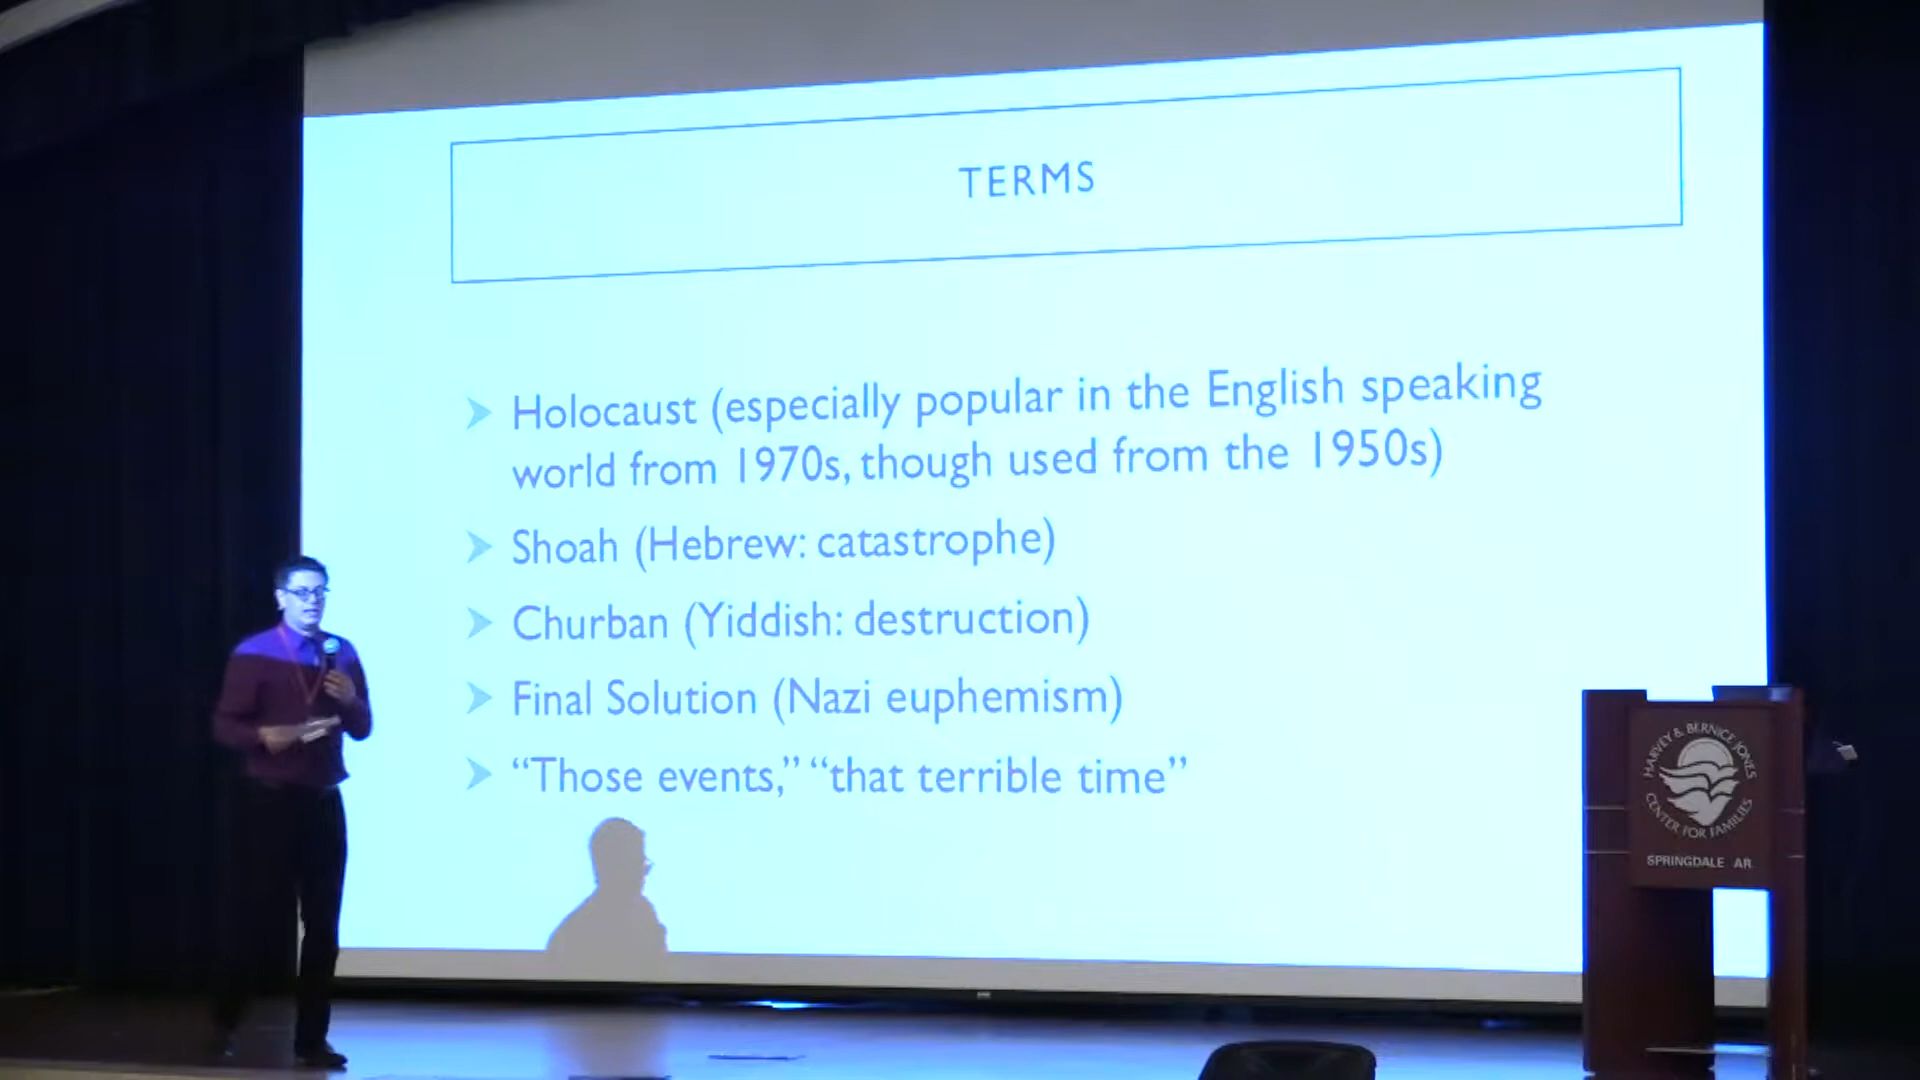 TERMS
Holocaust (especially popular in the English speaking
world from 1970s, though used from the 1950s)
Shoah (Hebrew: catastrophe)
Churban (Yiddish: destruction)
Final Solution (Nazi euphemism)
“Those events,” “that terrible time”
HARVEY & BERNICE JONES
CENTER FOR FAMILIES
SPRINGDALE AR